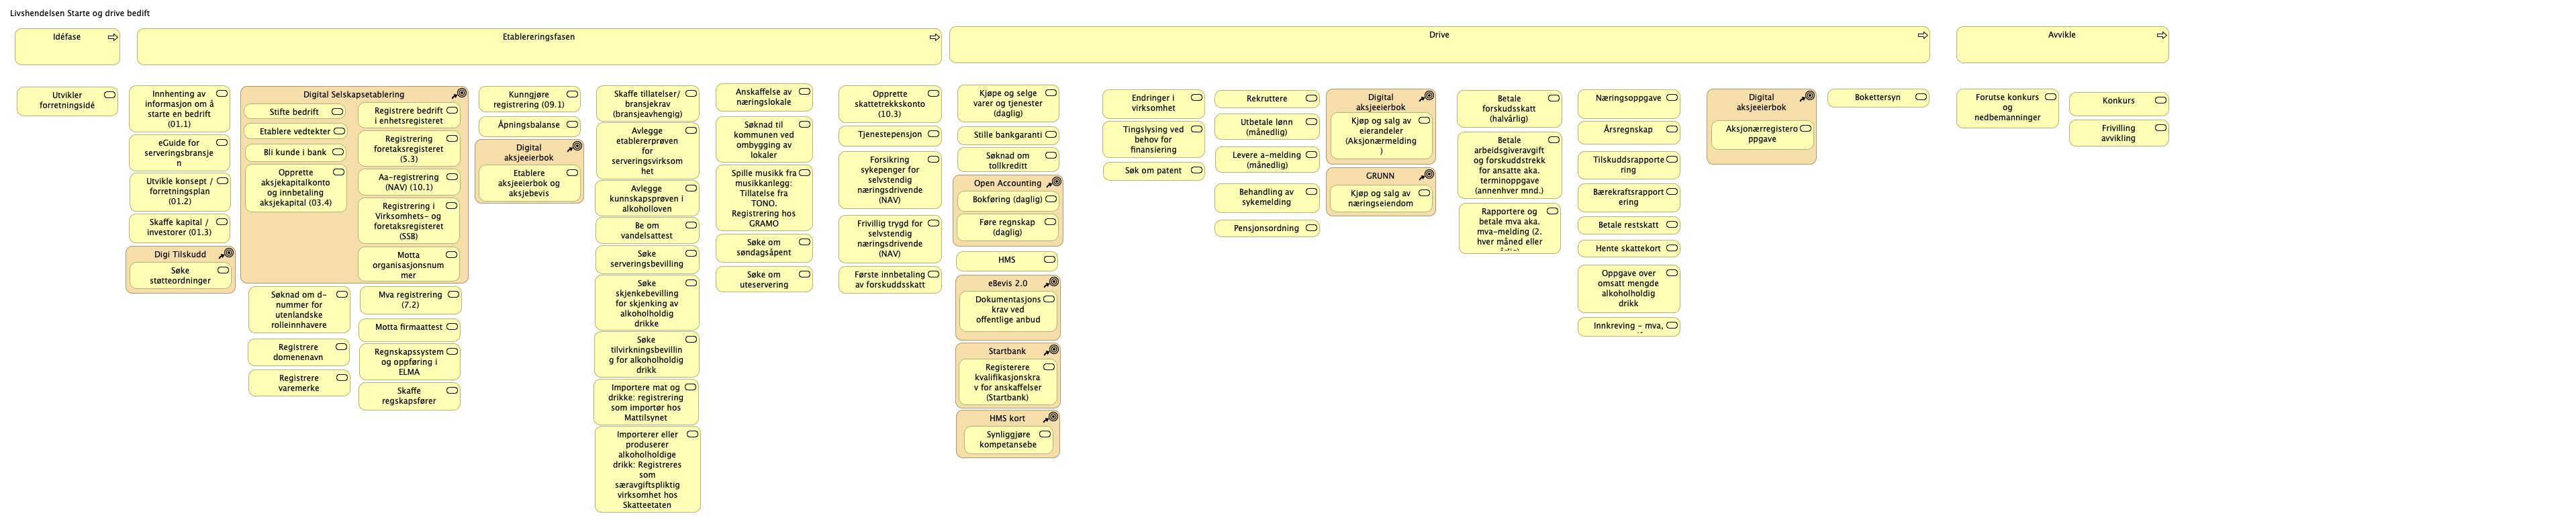 Livshendelsen Starte og drive bedift
Idéfase
Etablereringsfasen
Drive
Avvikle
Utvikler
forretningsidé
Innhenting av
informasjon om å
starte en bedrift
(01.1)
eGuide for
serveringsbransje
n
Utvikle konsept /
forretningsplan
(01.2)
Skaffe kapital /
investorer (01.3)
Digi Tilskudd
Søke
støtteordninger
Digital Selskapsetablering
Stifte bedrift
Etablere vedtekter
Bli kunde i bank
Opprette
aksjekapitalkonto
og innbetaling
aksjekapital (03.4)
Registrere bedrift
i enhetsregisteret
Registrering
foretaksregisteret
(5.3)
Aa-registrering
(NAV) (10.1)
Registrering i
Virksomhets- og
foretaksregisteret
(SSB)
Motta
organisasjonsnum
mer
Søknad om d-
nummer for
utenlandske
rolleinnhavere
Registrere
domenenavn
Registrere
varemerke
Mva registrering
(7.2)
Motta firmaattest
Regnskapssystem
og oppføring i
ELMA
Skaffe
regskapsfører
Kunngjøre
registrering (09.1)
Åpningsbalanse
Digital
aksjeeierbok
Etablere
aksjeeierbok og
aksjebevis
Skaffe tillatelser/
bransjekrav
(bransjeavhengig)
Avlegge
etablererprøven
for
serveringsvirksom
het
Avlegge
kunnskapsprøven i
alkoholloven
Be om
vandelsattest
Søke
serveringsbevilling
Søke
skjenkebevilling
for skjenking av
alkoholholdig
drikke
Søke
tilvirkningsbevillin
g for alkoholholdig
drikk
Importere mat og
drikke: registrering
som importør hos
Mattilsynet
Importerer eller
produserer
alkoholholdige
drikk: Registreres
som
særavgiftspliktig
virksomhet hos
Skatteetaten
Anskaffelse av
næringslokale
Søknad til
kommunen ved
ombygging av
lokaler
Spille musikk fra
musikkanlegg:
Tillatelse fra
TONO.
Registrering hos
GRAMO
Søke om
søndagsåpent
Søke om
uteservering
Opprette
skattetrekkskonto
(10.3)
Tjenestepensjon
Forsikring
sykepenger for
selvstendig
næringsdrivende
(NAV)
Frivillig trygd for
selvstendig
næringsdrivende
(NAV)
Første innbetaling
av forskuddsskatt
Kjøpe og selge
varer og tjenester
(daglig)
Stille bankgaranti
Søknad om
tollkreditt
Open Accounting
Bokføring (daglig)
Føre regnskap
(daglig)
HMS
eBevis 2.0
Dokumentasjons
krav ved
offentlige anbud
Startbank
Registerere
kvalifikasjonskra
v for anskaffelser
(Startbank)
HMS kort
Synliggjøre
kompetansebe
Endringer i
virksomhet
Tingslysing ved
behov for
finansiering
Søk om patent
Rekruttere
Utbetale lønn
(månedlig)
Levere a-melding
(månedlig)
Behandling av
sykemelding
Pensjonsordning
Digital
aksjeeierbok
Kjøp og salg av
eierandeler
(Aksjonærmelding
)
GRUNN
Kjøp og salg av
næringseiendom
Betale
forskudsskatt
(halvårlig)
Betale
arbeidsgiveravgift
og forskuddstrekk
for ansatte aka.
terminoppgave
(annenhver mnd.)
Rapportere og
betale mva aka.
mva-melding (2.
hver måned eller
Næringsoppgave
Årsregnskap
Tilskuddsrapporte
ring
Bærekraftsrapport
ering
Betale restskatt
Hente skattekort
Oppgave over
omsatt mengde
alkoholholdig
drikk
Innkreving - mva,
Digital
aksjeeierbok
Aksjonærregistero
ppgave
Bokettersyn
Forutse konkurs
og
nedbemanninger
Konkurs
Frivilling
avvikling